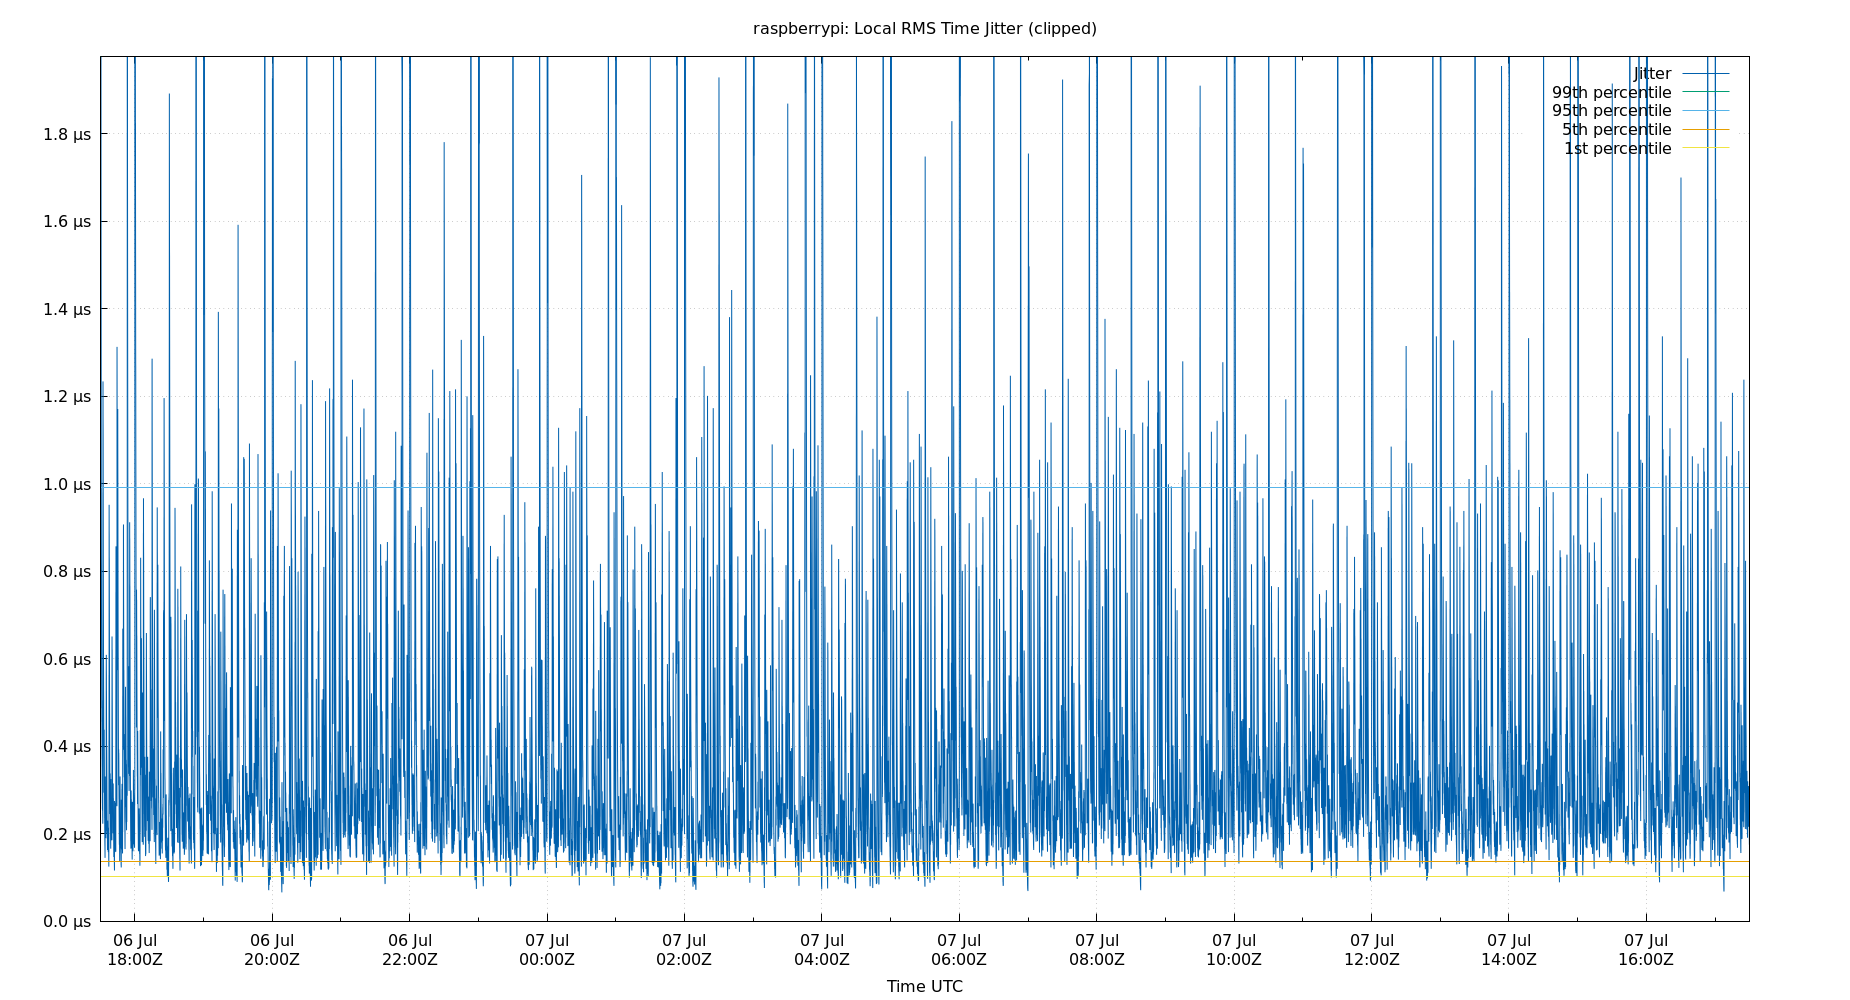 raspberrypi: Local RMS Time Jitter (clipped)
Jitter
99th percentile
95th percentile
5th percentile
1st percentile
1.8 μs
1.6 μs
1.4 μs
1.2 μs
1.0 μs
0.8 μs
0.6 μs
0.4 μs
0.2 μs
0.0 μs
06 Jul 06 Jul 06 Jul 07 Jul 07 Jul 07 Jul 07 Jul 07 Jul 07 Jul 07 Jul 07 Jul 07 Jul
18:00Z 20:00Z 22:00Z 00:00Z 02:00Z 04:00Z 06:00Z 08:00Z 10:00Z 12:00Z 14:00Z 16:00Z
Time UTC